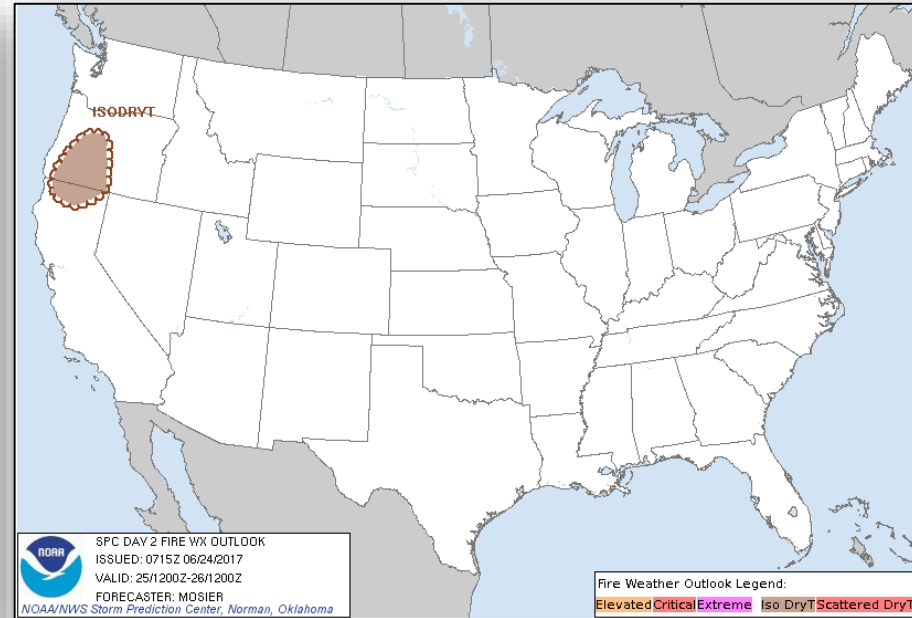 ISODRYT
NOAA
SPC DAY 2 FIRE WX OUTLOOK
ISSUED: 0715Z 06/24/2017
VALID: 25/1200Z-26/1200Z
FORECASTER: MOSIER
NOAA/NWS Storm Prediction Center, Norman, Oklahoma
Fire Weather Outlook Legend:
Elevated Critical Extreme Iso DryT Scattered DryT